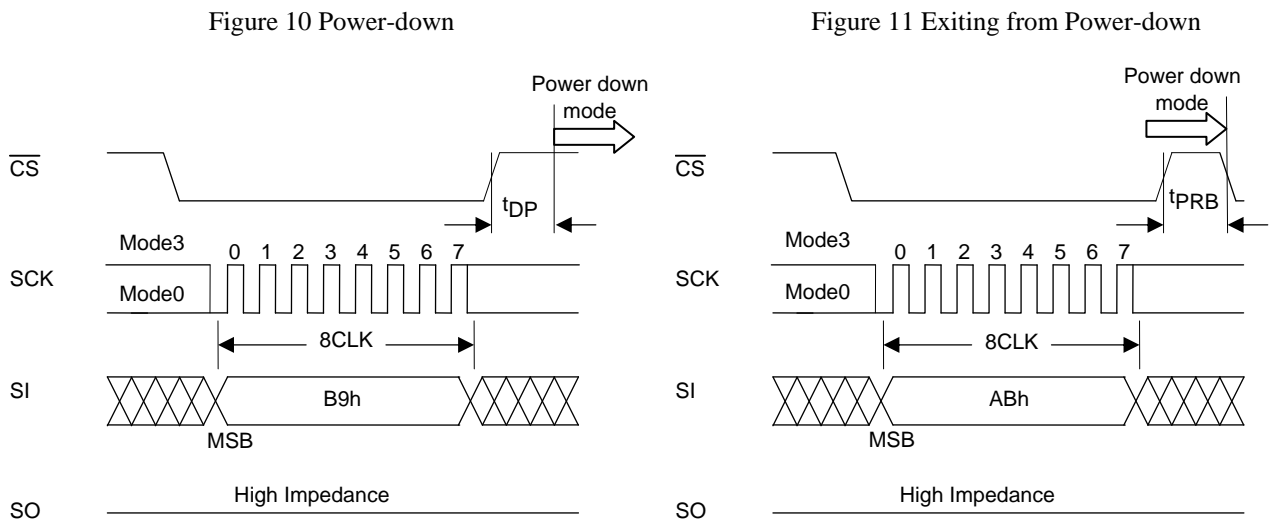 Figure 10 Power-down
Power down
mode
CS
tDP
Mode3
0 1 2 3 4 5 6 7
SCK
Mode0
8CLK
SI
B9h
MSB
High Impedance
SO
Figure 11 Exiting from Power-down
Power down
mode
CS
tPRB
Mode3
0 1 2 3 4 5 6 7
SCK
Mode0
8CLK
SI
ABh
MSB
High Impedance
SO